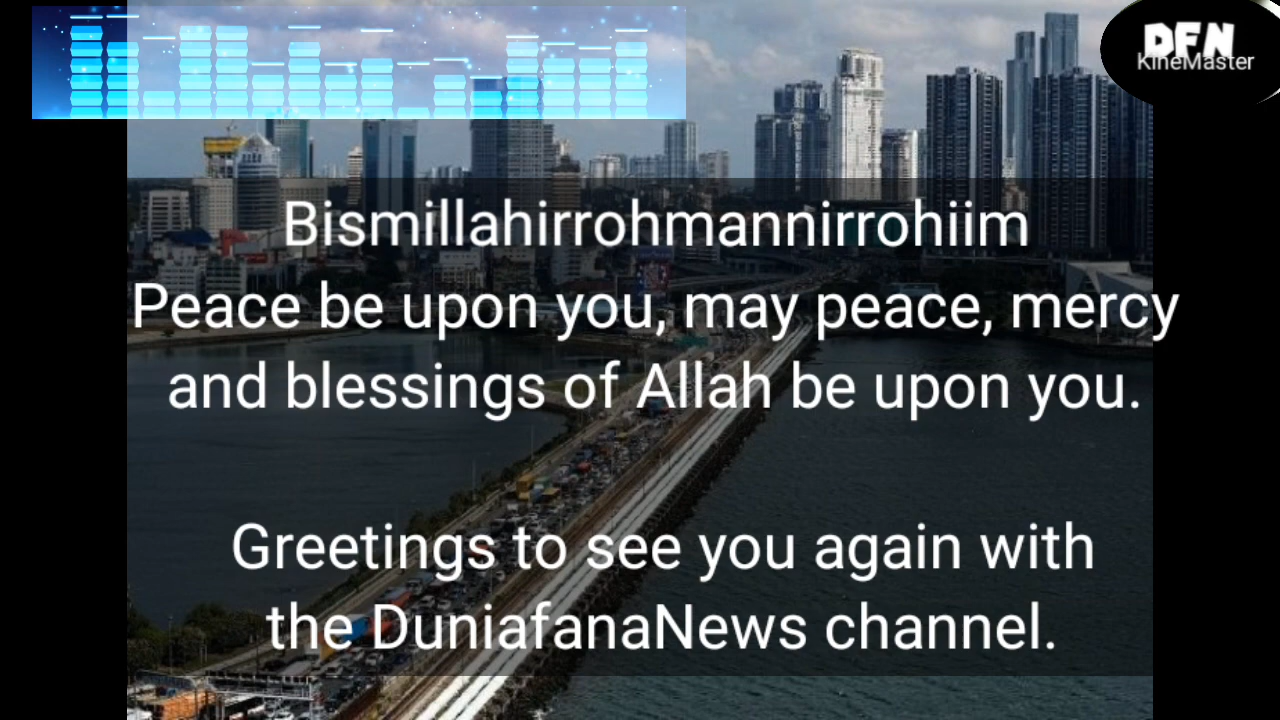 DFN
KineMaster
Bismillahirrohmannirrohiim
Peace be upon you, may peace, mercy
and blessings of Allah be upon you.
Greetings to see you again with
the DuniafanaNews channel.